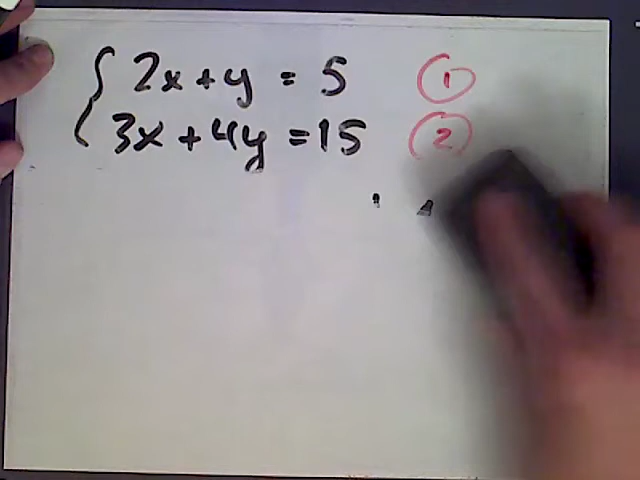 2x + y = 5 ①
3x + 4y = 15 ②